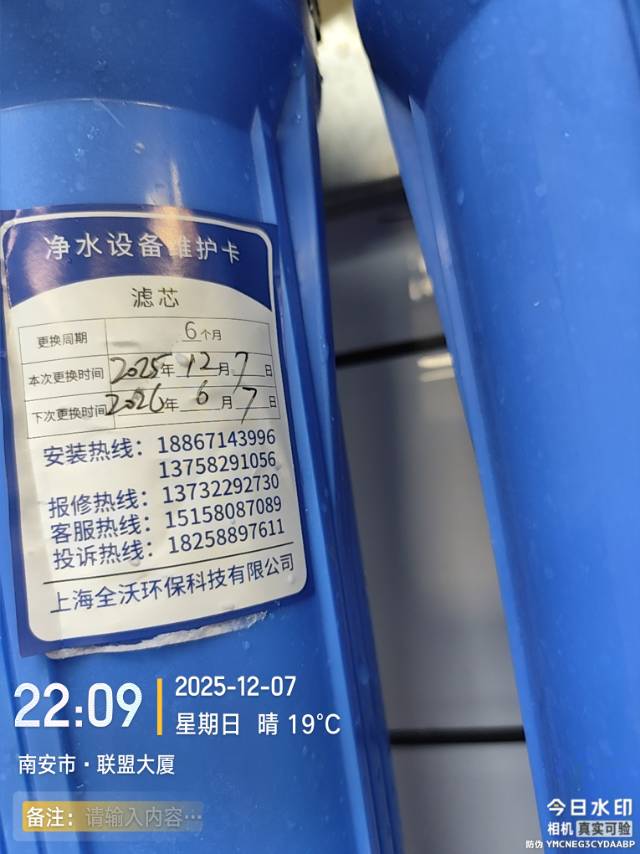 净水设备维护卡
滤芯
更换周期 6个月
本次更换时间 2025年 12月 7日
下次更换时间 2026年 6月 7日
安装热线：18867143996
13758291056
报修热线：13732292730
客服热线：15158087089
投诉热线：18258897611
上海全沃环保科技有限公司
22:09
2025-12-07
星期日 晴 19℃
南安市·联盟大厦
备注： 请输入内容…
今日水印
相机 真实可验
防伪 YMCNEG3CYDAABP